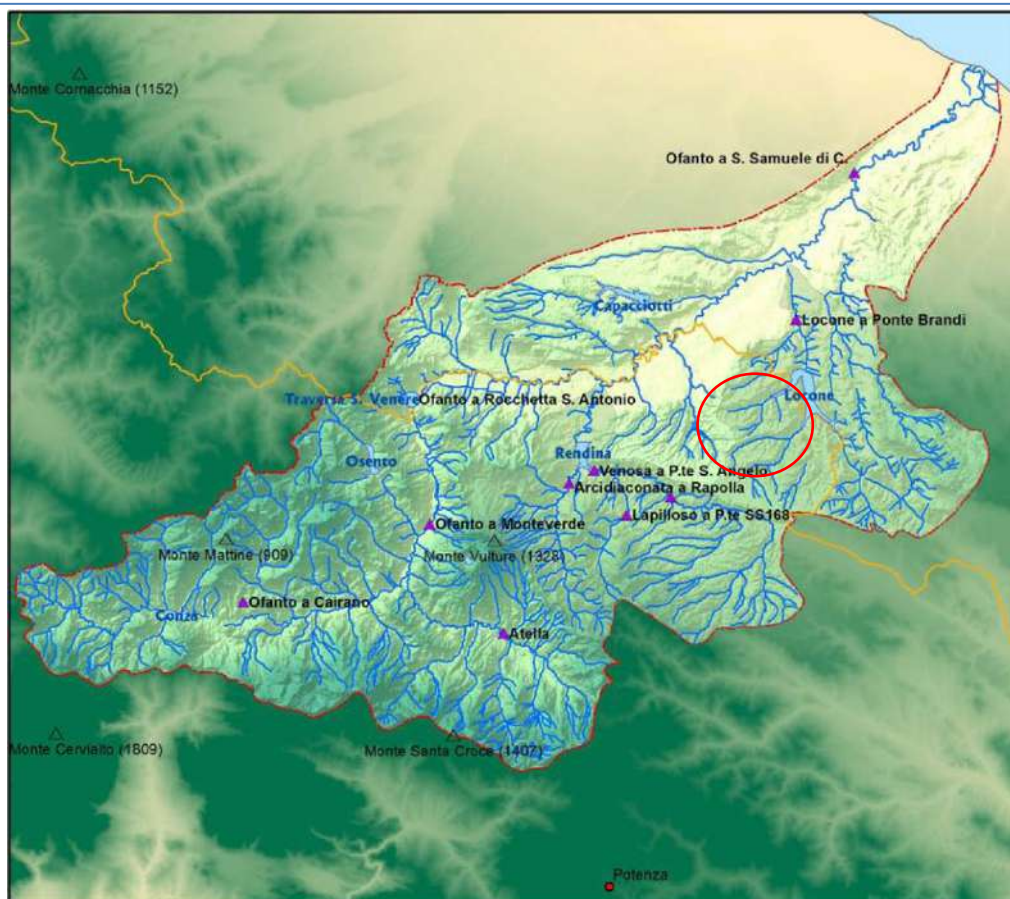 Monte Cornacchia (1152)
Ofanto a S. Samuele di C.
Capacciotti
Locone a Ponte Brandi
Traversa S. Venere
Ofanto a Rocchetta S. Antonio
Locone
Osento
Rendina
Venosa a P.te S. Angelo
Arcidiaconata a Rapolla
Lapilloso a P.te SS168
Ofanto a Monteverde
Monte Mattine (909)
Monte Vulture (1328)
Ofanto a Cairano
Conza
Atella
Monte Cervialto (1809)
Monte Santa Croce (1407)
Potenza